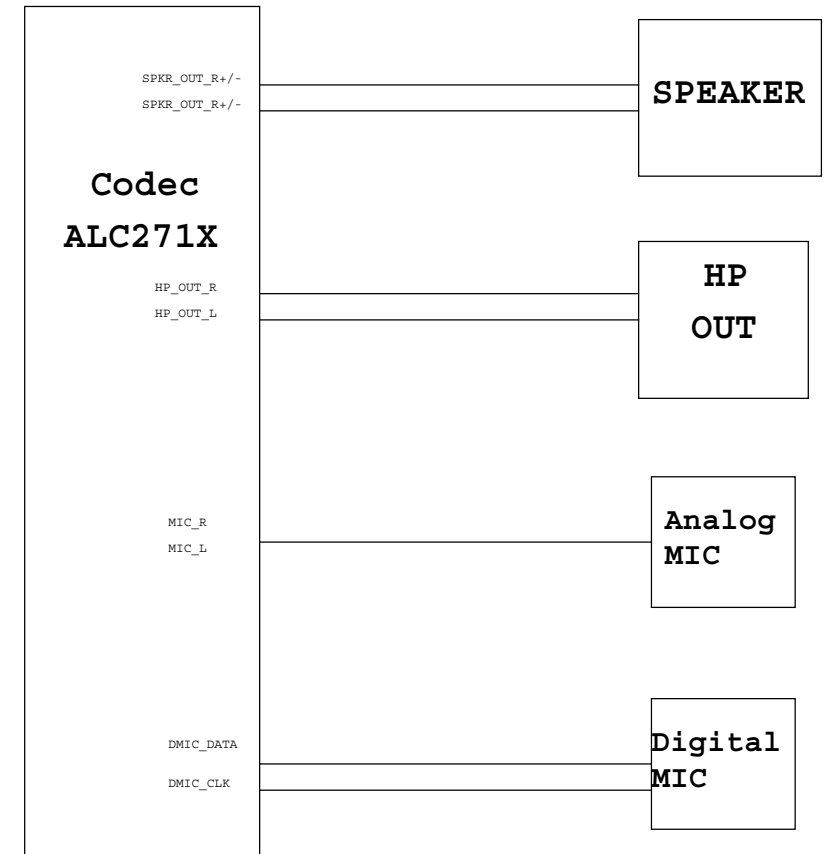 SPKR_OUT_R+/-
SPKR_OUT_R+/-
SPEAKER
Codec
ALC271X
HP_OUT_R
HP_OUT_L
HP
OUT
MIC_R
MIC_L
Analog
MIC
DMIC_DATA
DMIC_CLK
Digital
MIC